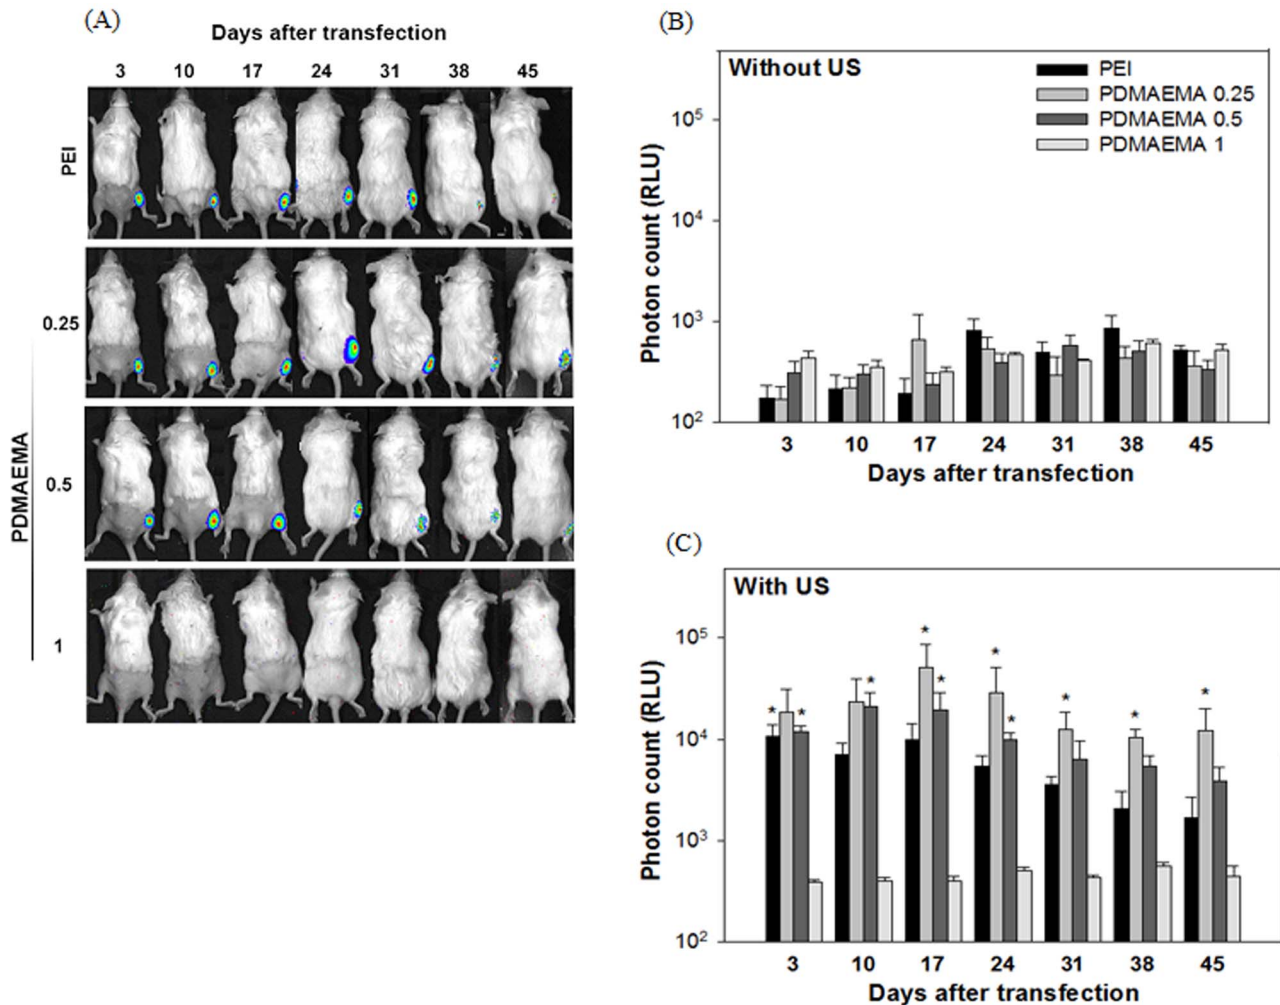 (A)
Days after transfection
3 10 17 24 31 38 45
PEI
0.25
0.5
1
PDMAEMA
(B)
Without US
PEI
PDMAEMA 0.25
PDMAEMA 0.5
PDMAEMA 1
Photon count (RLU)
10⁵
10⁴
10³
10²
3 10 17 24 31 38 45
Days after transfection
(C)
With US
Photon count (RLU)
10⁵
10⁴
10³
10²
* * * * * * * * * *
3 10 17 24 31 38 45
Days after transfection